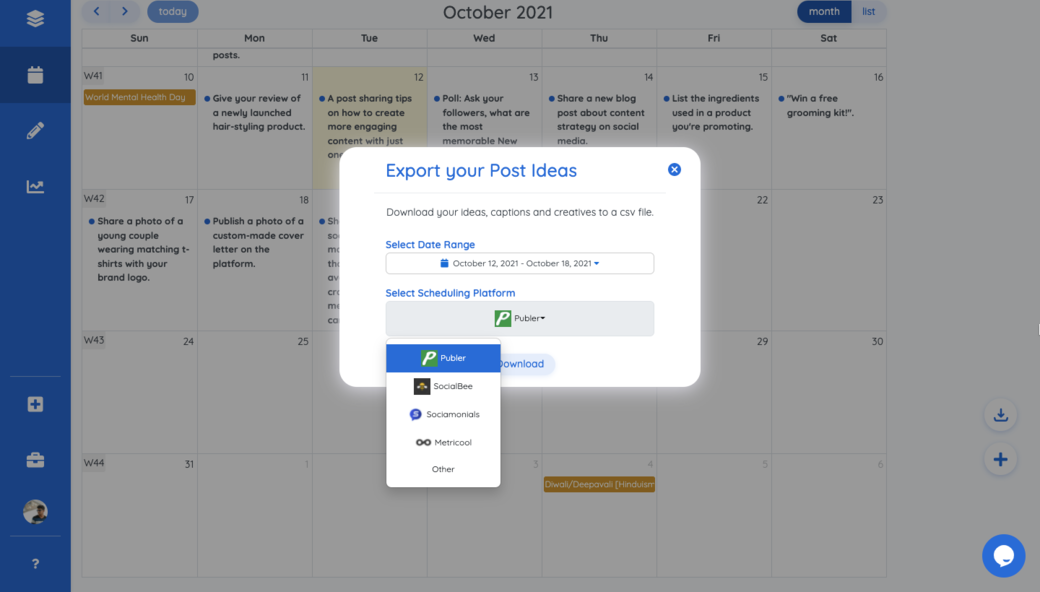 today
October 2021
month
list
Sun
Mon
Tue
Wed
Thu
Fri
Sat
posts.
W41
10
11
12
13
14
15
16
World Mental Health Day
Give your review of
a newly launched
hair-styling product.
A post sharing tips
on how to create
more engaging
content with just
Poll: Ask your
followers, what are
the most
memorable New
Share a new blog
post about content
strategy on social
media.
List the ingredients
used in a product
you're promoting.
"Win a free
grooming kit!".
Export your Post Ideas
Download your ideas, captions and creatives to a csv file.
Select Date Range
October 12, 2021 - October 18, 2021
Select Scheduling Platform
Publer
Publer
SocialBee
Sociamonials
Metricool
Other
Download
W42
17
18
22
23
Share a photo of a
young couple
wearing matching t-
shirts with your
brand logo.
Publish a photo of a
custom-made cover
letter on the
platform.
W43
24
25
29
30
W44
31
1
3
4
5
6
Diwali/Deepavali [Hinduism
?